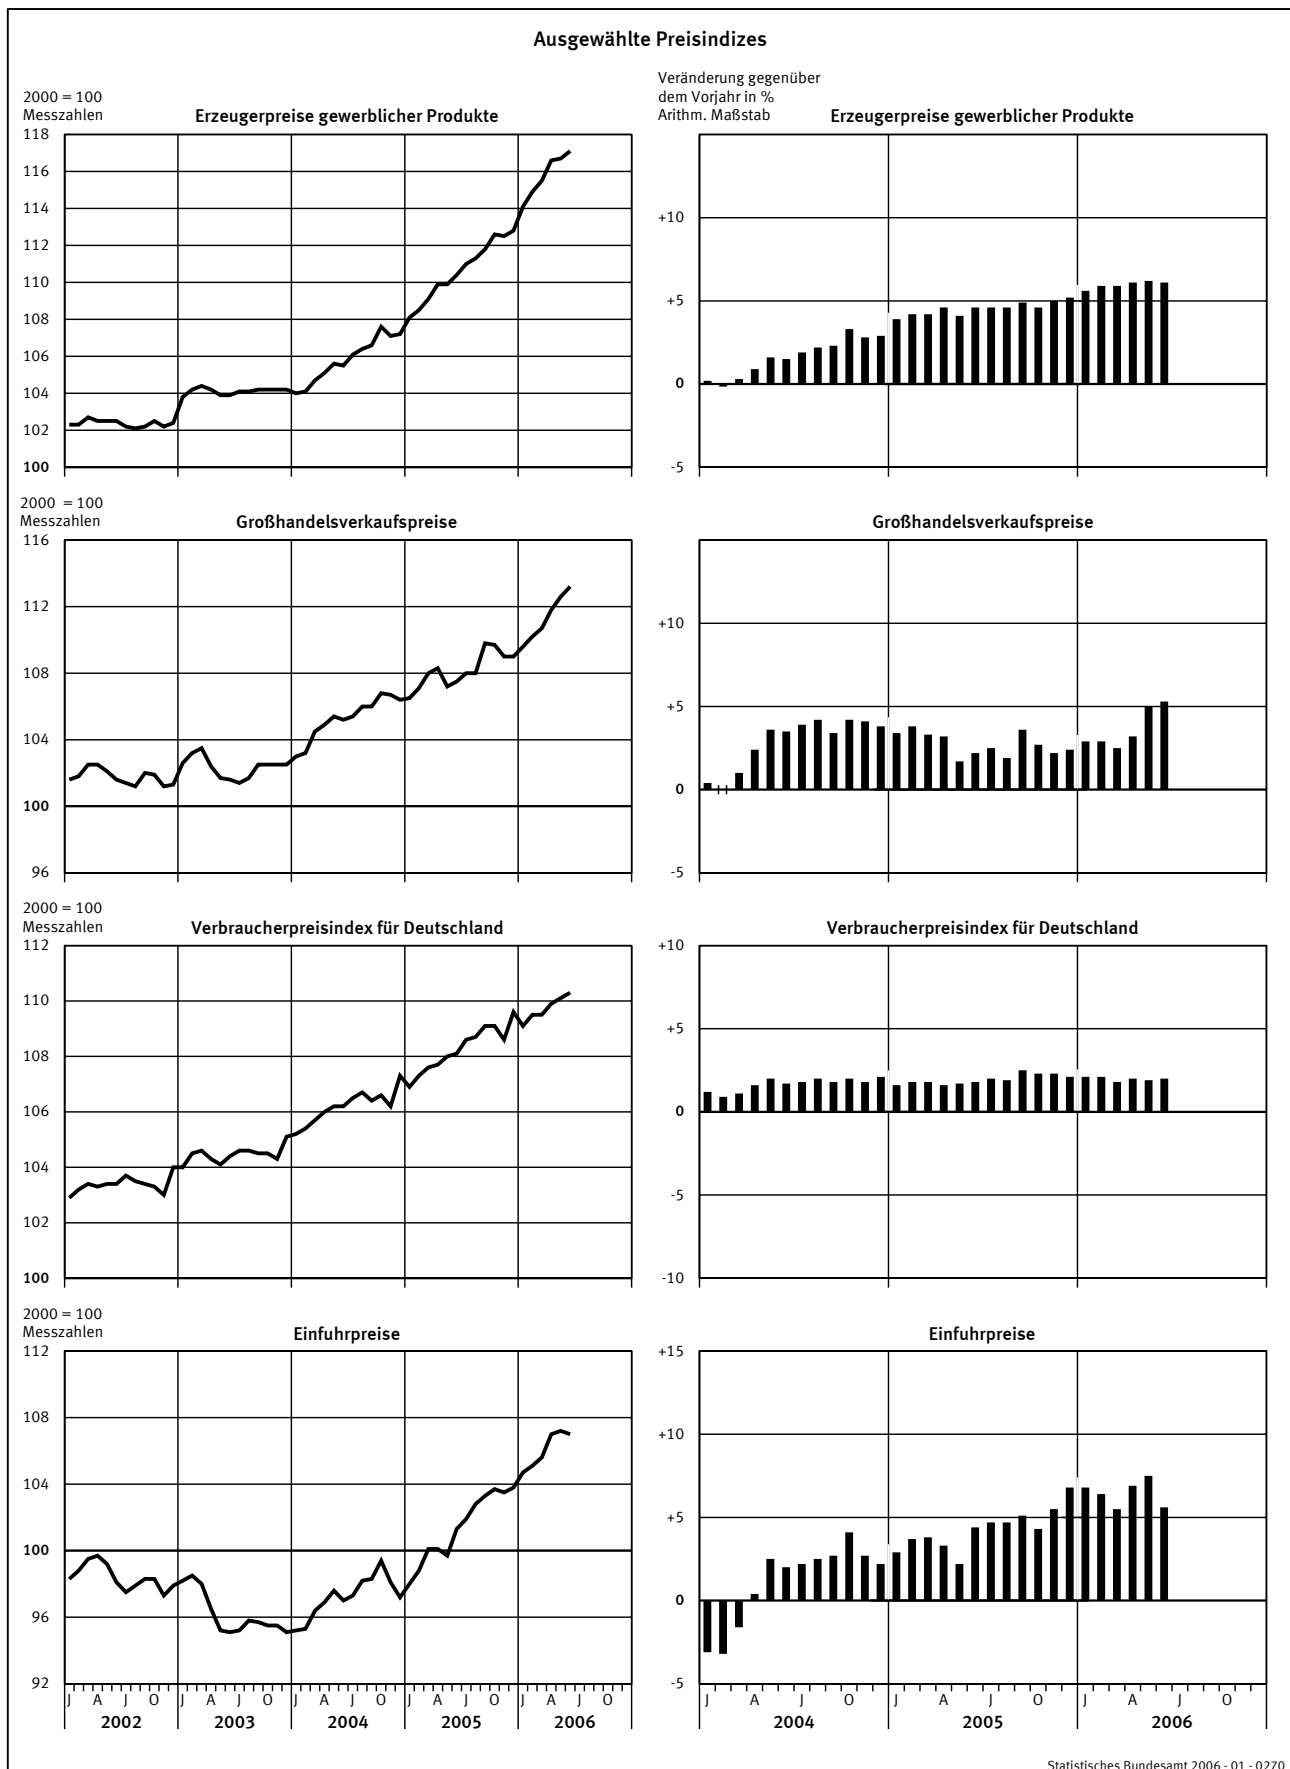 Ausgewählte Preisindizes
2000 = 100
Messzahlen
Erzeugerpreise gewerblicher Produkte
118
116
114
112
110
108
106
104
102
100
Veränderung gegenüber
dem Vorjahr in %
Arithm. Maßstab
Erzeugerpreise gewerblicher Produkte
+10
+5
0
-5
2000 = 100
Messzahlen
Großhandelsverkaufspreise
116
112
108
104
100
96
Großhandelsverkaufspreise
+10
+5
0
-5
2000 = 100
Messzahlen
Verbraucherpreisindex für Deutschland
112
110
108
106
104
102
100
Verbraucherpreisindex für Deutschland
+10
+5
0
-5
-10
2000 = 100
Messzahlen
Einfuhrpreise
112
108
104
100
96
92
J A J O J A J O J A J O J A J O J A J O
2002 2003 2004 2005 2006
Einfuhrpreise
+15
+10
+5
0
-5
J A J O J A J O J A J O
2004 2005 2006
Statistisches Bundesamt 2006 - 01 - 0270